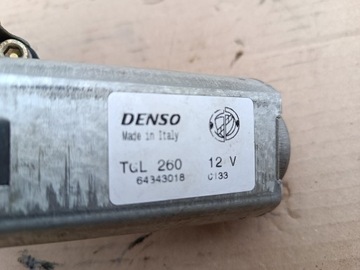 DENSO
Made in Italy
TGL 260 12 V
64343018 C133